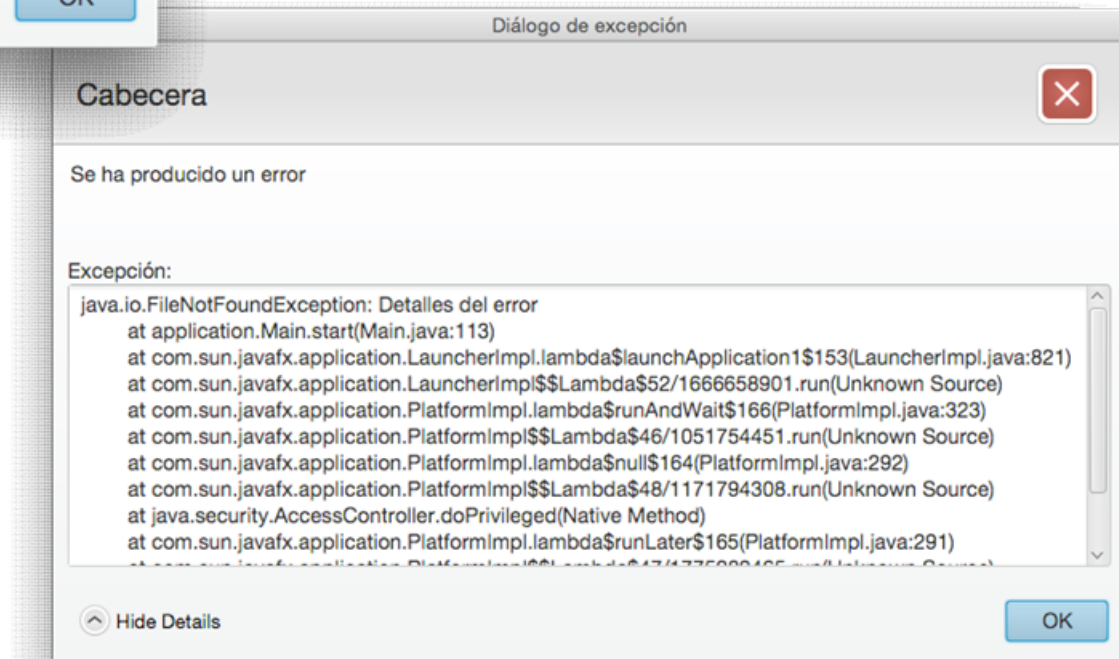 OK
Diálogo de excepción
Cabecera
Se ha producido un error
Excepción:
java.io.FileNotFoundException: Detalles del error
at application.Main.start(Main.java:113)
at com.sun.javafx.application.LauncherImpl.lambda$launchApplication1$153(LauncherImpl.java:821)
at com.sun.javafx.application.LauncherImpl$$Lambda$52/1666658901.run(Unknown Source)
at com.sun.javafx.application.PlatformImpl.lambda$runAndWait$166(PlatformImpl.java:323)
at com.sun.javafx.application.PlatformImpl$$Lambda$46/1051754451.run(Unknown Source)
at com.sun.javafx.application.PlatformImpl.lambda$null$164(PlatformImpl.java:292)
at com.sun.javafx.application.PlatformImpl$$Lambda$48/1171794308.run(Unknown Source)
at java.security.AccessController.doPrivileged(Native Method)
at com.sun.javafx.application.PlatformImpl.lambda$runLater$165(PlatformImpl.java:291)
Hide Details
OK